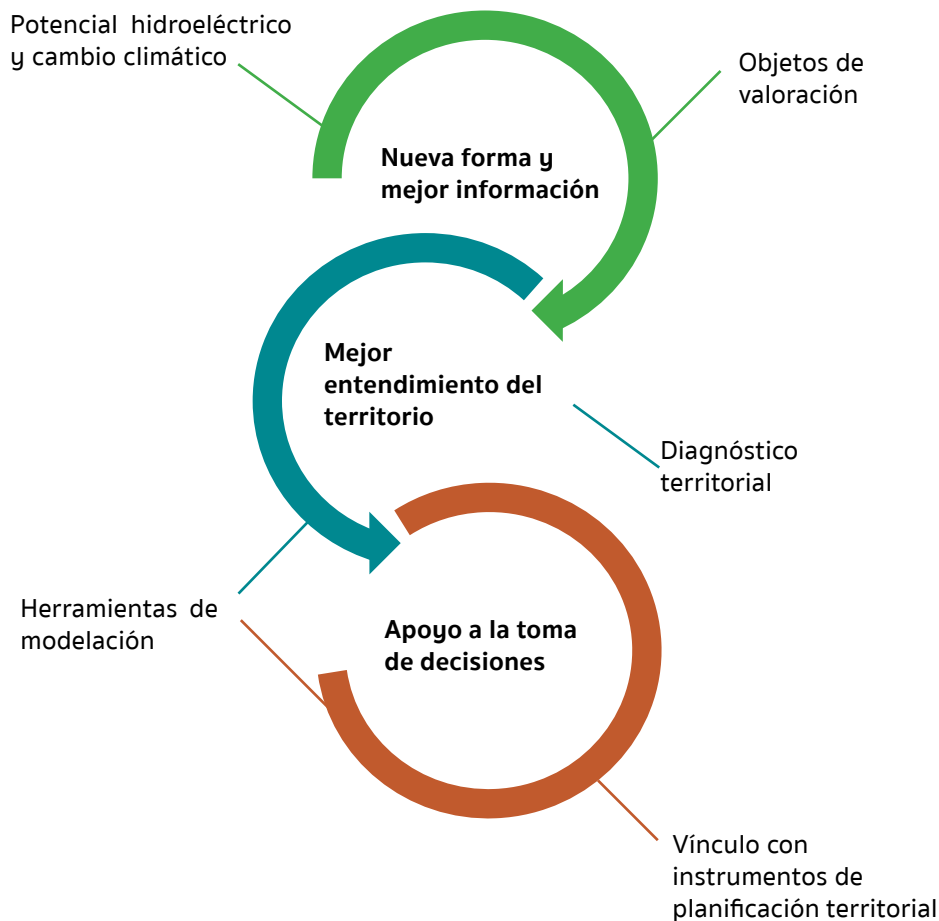 Potencial hidroeléctrico
y cambio climático
Objetos de
valoración
Nueva forma y
mejor información
Mejor
entendimiento del
territorio
Diagnóstico
territorial
Herramientas de
modelación
Apoyo a la toma
de decisiones
Vínculo con
instrumentos de
planificación territorial